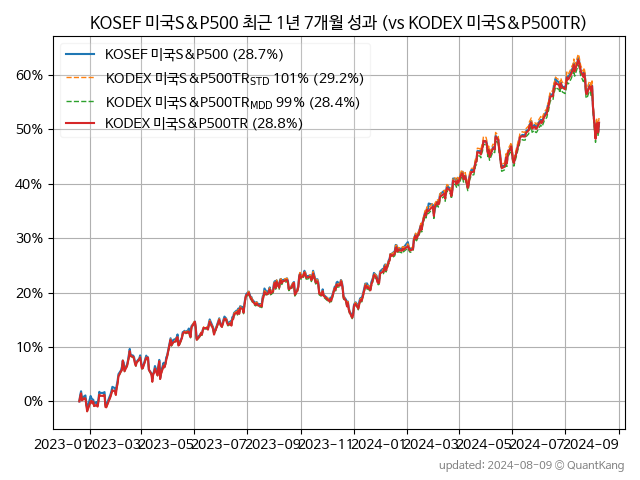 KOSEF 미국S&P500 최근 1년 7개월 성과 (vs KODEX 미국S&P500TR)
KOSEF 미국S&P500 (28.7%)
KODEX 미국S&P500TR_STD 101% (29.2%)
KODEX 미국S&P500TR_MDD 99% (28.4%)
KODEX 미국S&P500TR (28.8%)
60%
50%
40%
30%
20%
10%
0%
2023-01 2023-03 2023-05 2023-07 2023-09 2023-11 2024-01 2024-03 2024-05 2024-07 2024-09
updated: 2024-08-09 © QuantKang